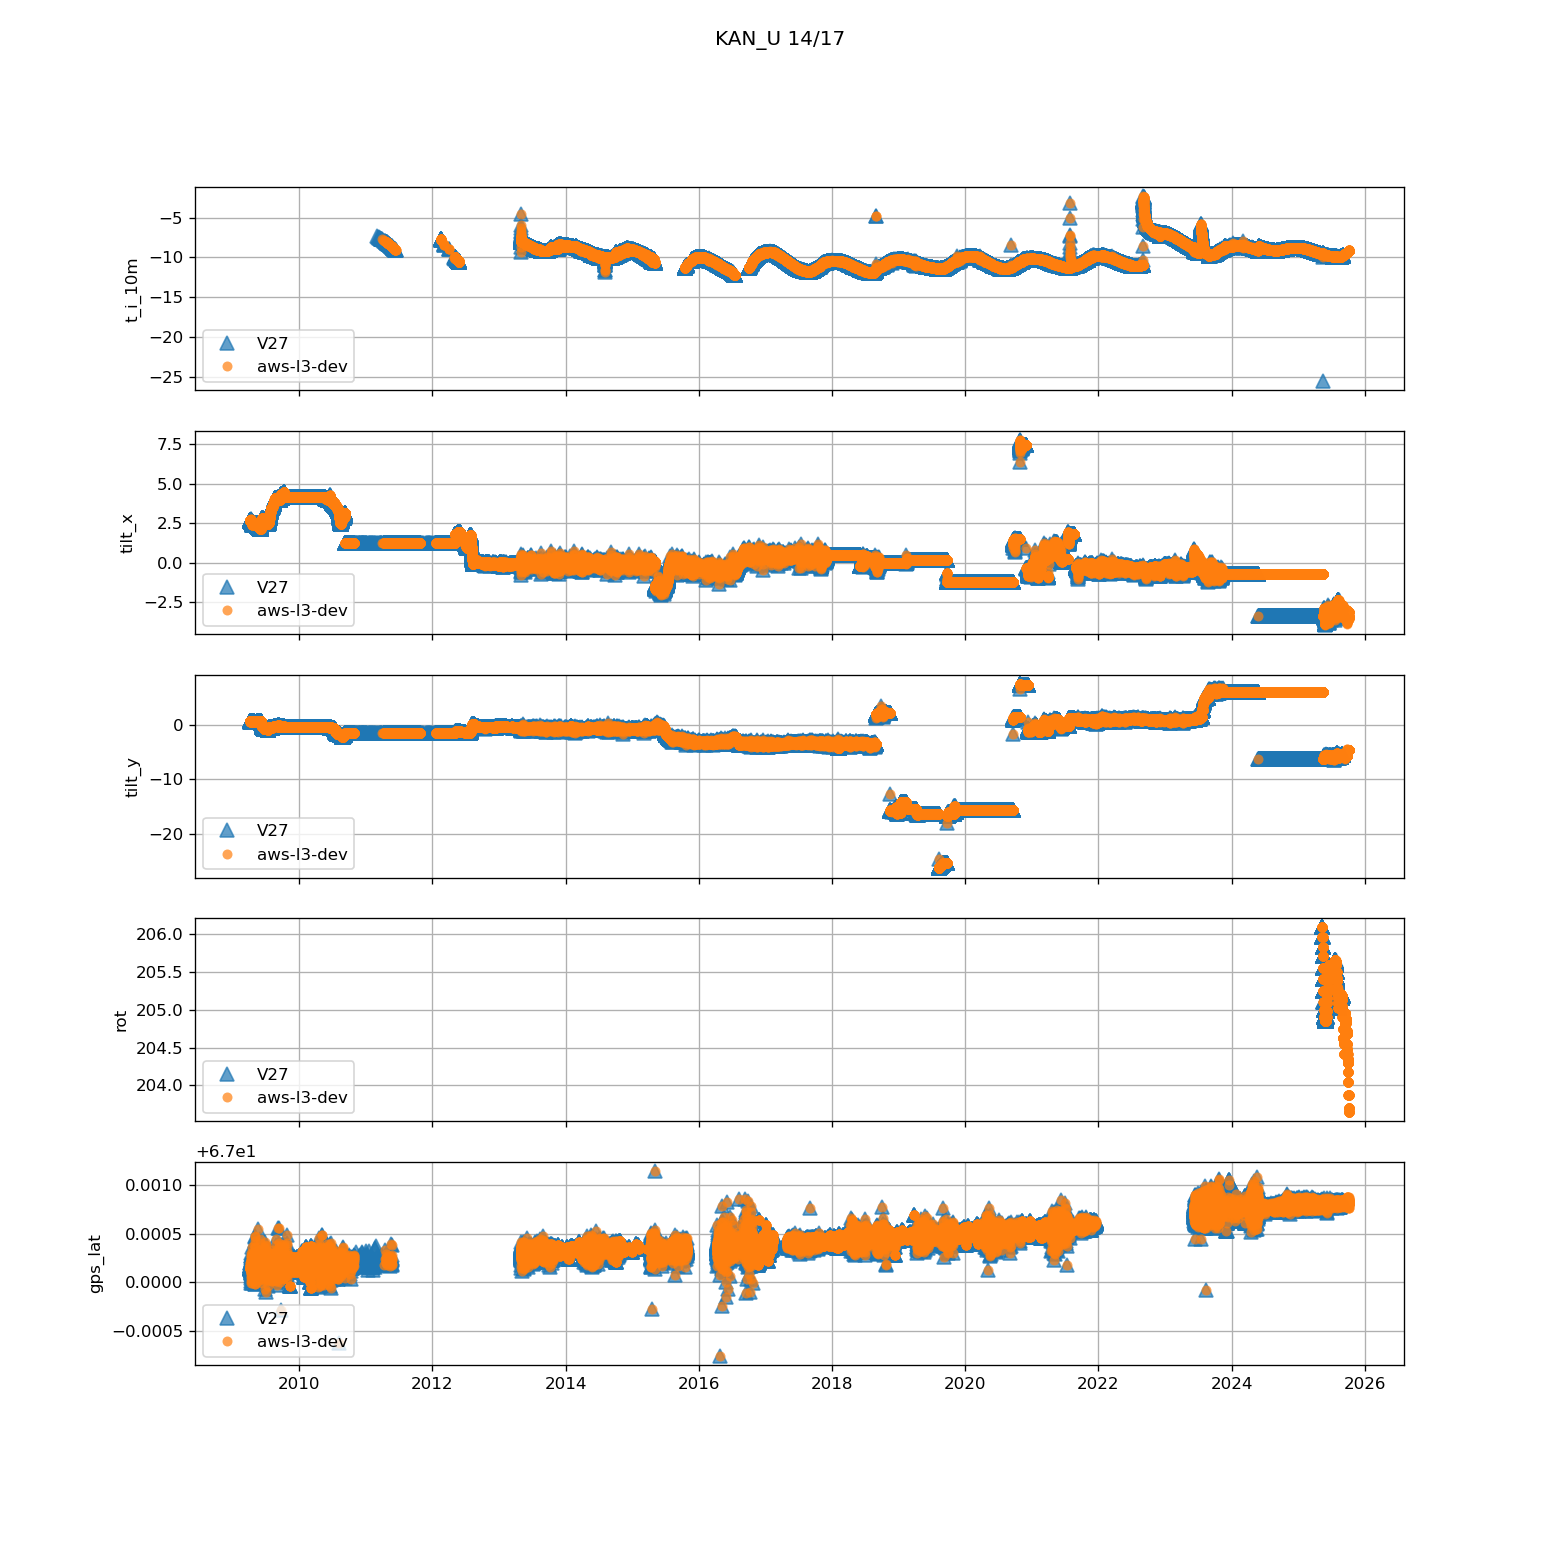 KAN_U 14/17
−5
−10
−15
−20
−25
t_i_10m
V27
aws-l3-dev
7.5
5.0
2.5
0.0
−2.5
tilt_x
V27
aws-l3-dev
0
−10
−20
tilt_y
V27
aws-l3-dev
206.0
205.5
205.0
204.5
204.0
rot
V27
aws-l3-dev
+6.7e1
0.0010
0.0005
0.0000
−0.0005
gps_lat
V27
aws-l3-dev
2010 2012 2014 2016 2018 2020 2022 2024 2026